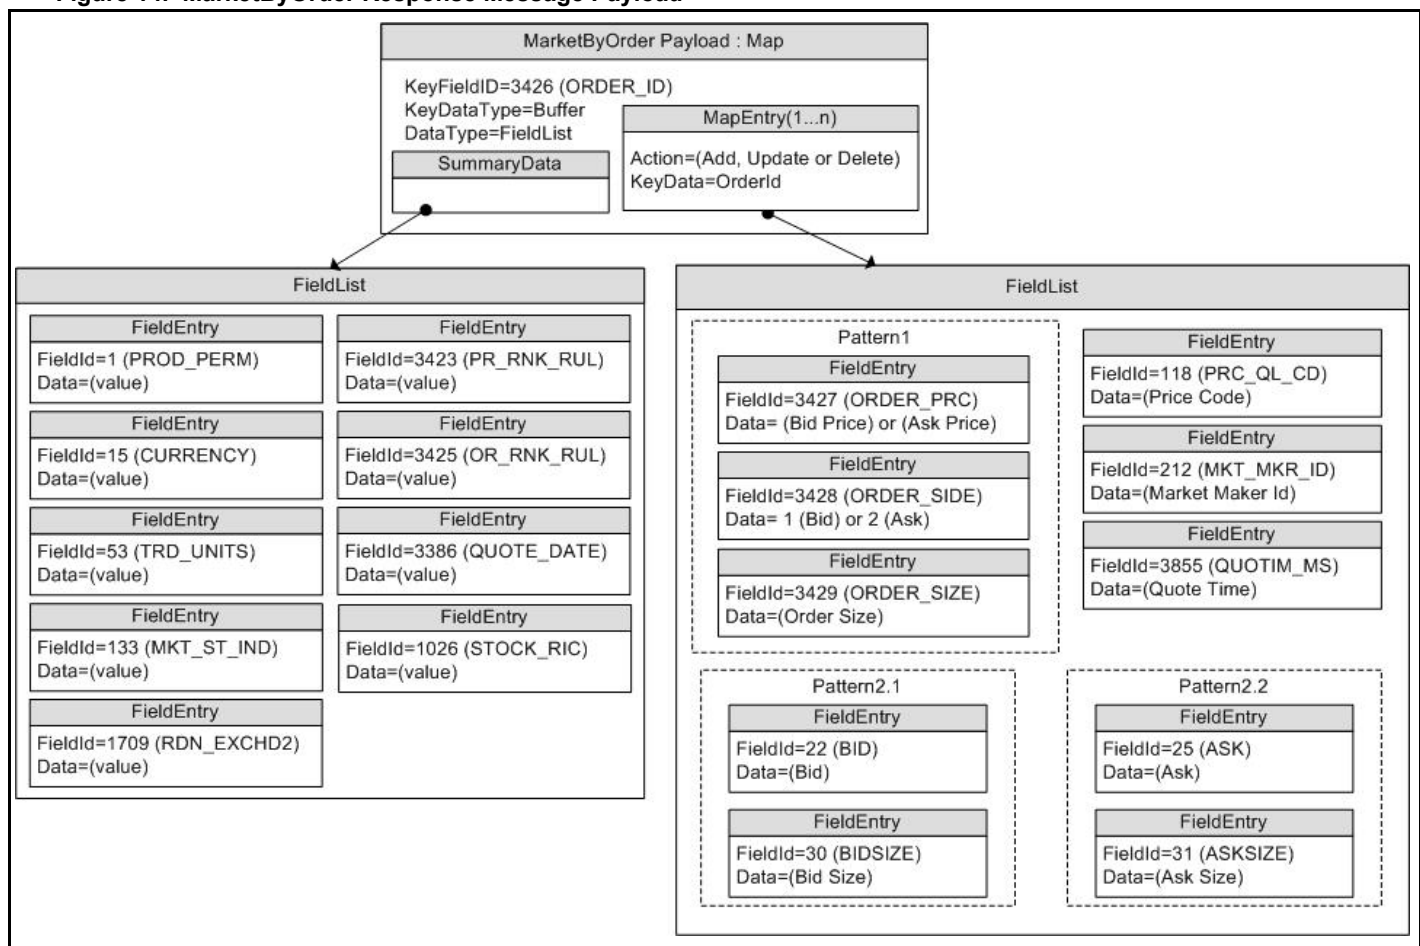 MarketByOrder Payload : Map
KeyFieldID=3426 (ORDER_ID)
KeyDataType=Buffer
DataType=FieldList
SummaryData
MapEntry(1...n)
Action=(Add, Update or Delete)
KeyData=OrderId
FieldList
FieldEntry
FieldId=1 (PROD_PERM)
Data=(value)
FieldEntry
FieldId=3423 (PR_RNK_RUL)
Data=(value)
FieldEntry
FieldId=15 (CURRENCY)
Data=(value)
FieldEntry
FieldId=3425 (OR_RNK_RUL)
Data=(value)
FieldEntry
FieldId=53 (TRD_UNITS)
Data=(value)
FieldEntry
FieldId=3386 (QUOTE_DATE)
Data=(value)
FieldEntry
FieldId=133 (MKT_ST_IND)
Data=(value)
FieldEntry
FieldId=1026 (STOCK_RIC)
Data=(value)
FieldEntry
FieldId=1709 (RDN_EXCHD2)
Data=(value)
FieldList
Pattern1
FieldEntry
FieldId=3427 (ORDER_PRC)
Data= (Bid Price) or (Ask Price)
FieldEntry
FieldId=3428 (ORDER_SIDE)
Data= 1 (Bid) or 2 (Ask)
FieldEntry
FieldId=3429 (ORDER_SIZE)
Data=(Order Size)
FieldEntry
FieldId=118 (PRC_QL_CD)
Data=(Price Code)
FieldEntry
FieldId=212 (MKT_MKR_ID)
Data=(Market Maker Id)
FieldEntry
FieldId=3855 (QUOTIM_MS)
Data=(Quote Time)
Pattern2.1
FieldEntry
FieldId=22 (BID)
Data=(Bid)
FieldEntry
FieldId=30 (BIDSIZE)
Data=(Bid Size)
Pattern2.2
FieldEntry
FieldId=25 (ASK)
Data=(Ask)
FieldEntry
FieldId=31 (ASKSIZE)
Data=(Ask Size)